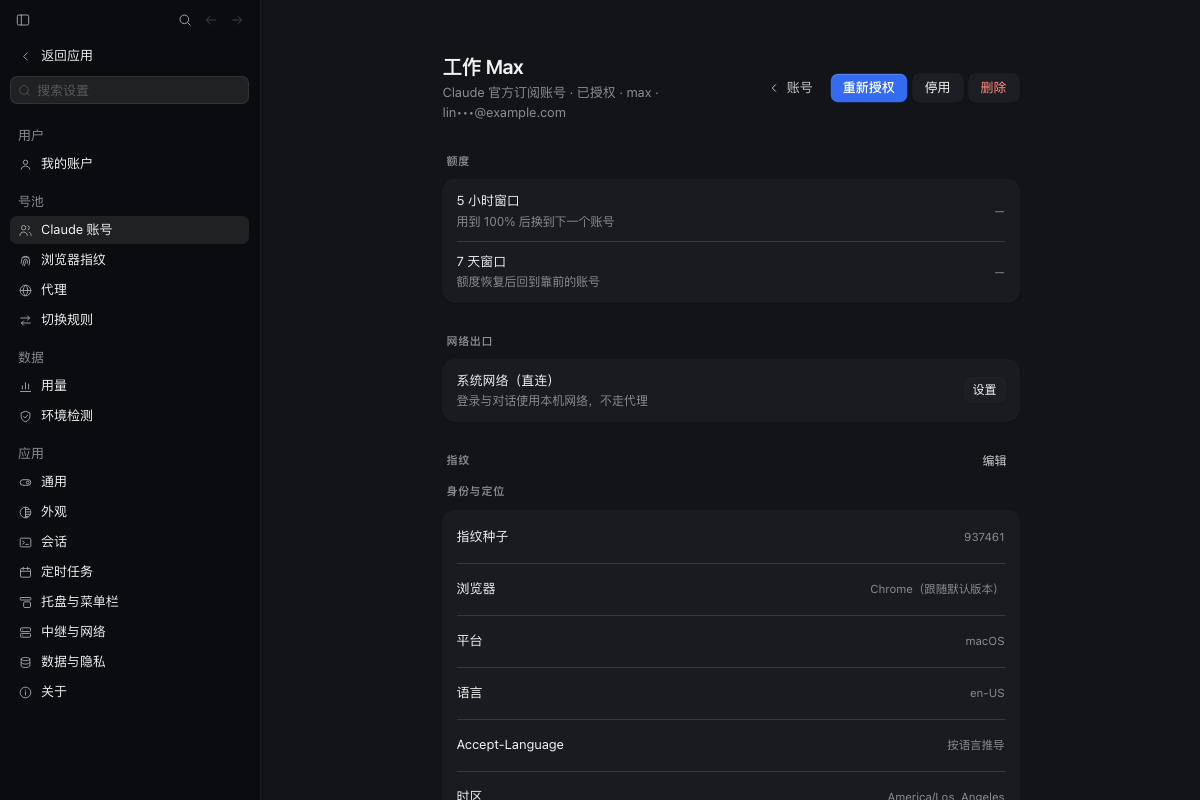 返回应用
搜索设置
用户
我的账户
号池
Claude 账号
浏览器指纹
代理
切换规则
数据
用量
环境检测
应用
通用
外观
会话
定时任务
托盘与菜单栏
中继与网络
数据与隐私
关于
工作 Max
Claude 官方订阅账号 · 已授权 · max ·
lin•••@example.com
账号
重新授权
停用
删除
额度
5 小时窗口
用到 100% 后换到下一个账号
—
7 天窗口
额度恢复后回到靠前的账号
—
网络出口
系统网络（直连）
登录与对话使用本机网络，不走代理
设置
指纹
编辑
身份与定位
指纹种子
937461
浏览器
Chrome（跟随默认版本）
平台
macOS
语言
en-US
Accept-Language
按语言推导
时区
America/Los_Angeles